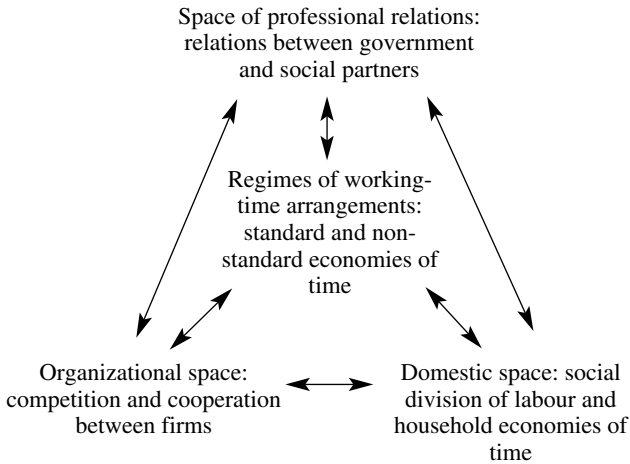 Space of professional relations:
relations between government
and social partners
Regimes of working-
time arrangements:
standard and non-
standard economies of
time
Organizational space:
competition and cooperation
between firms
Domestic space: social
division of labour and
household economies of
time